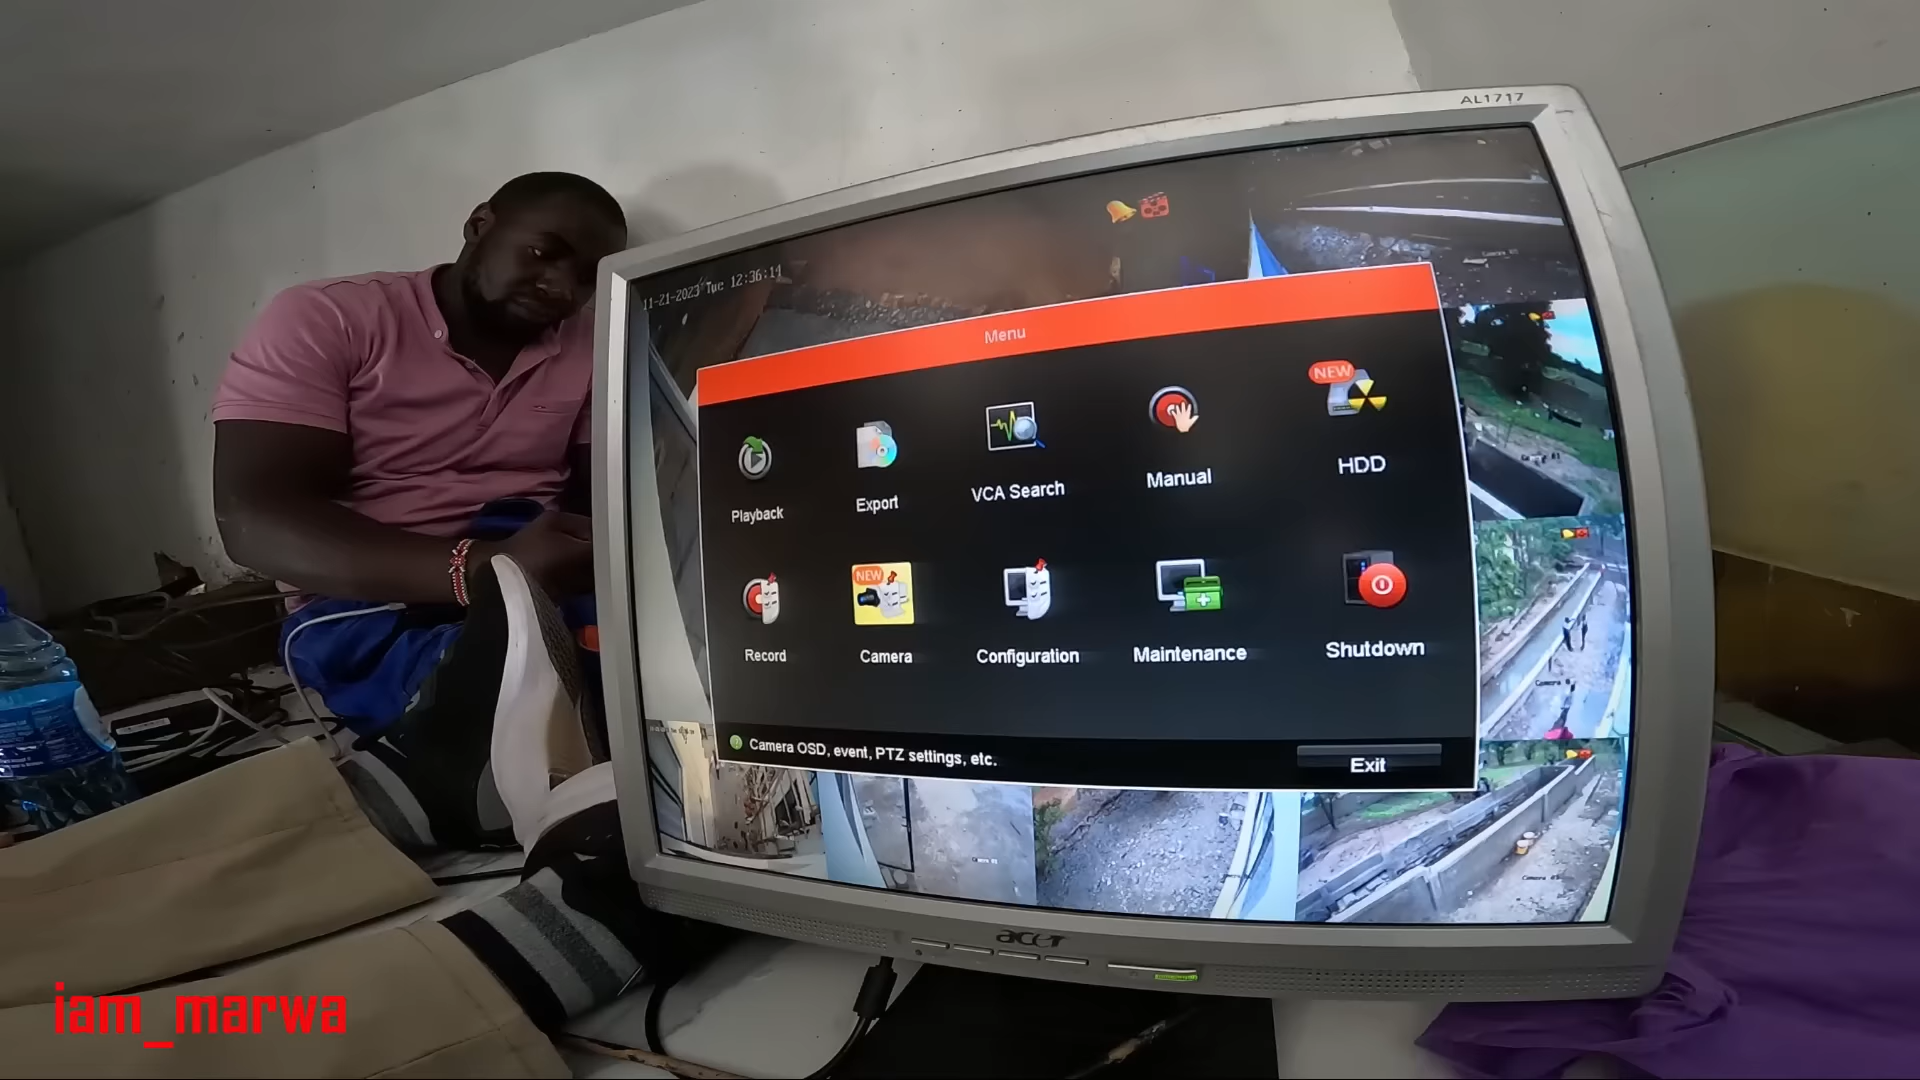 AL1717
11-21-2023 Tue 12:36:14
Menu
NEW
Playback
Export
VCA Search
Manual
HDD
NEW
Record
Camera
Configuration
Maintenance
Shutdown
Camera OSD, event, PTZ settings, etc.
Exit
acer
iam_marwa